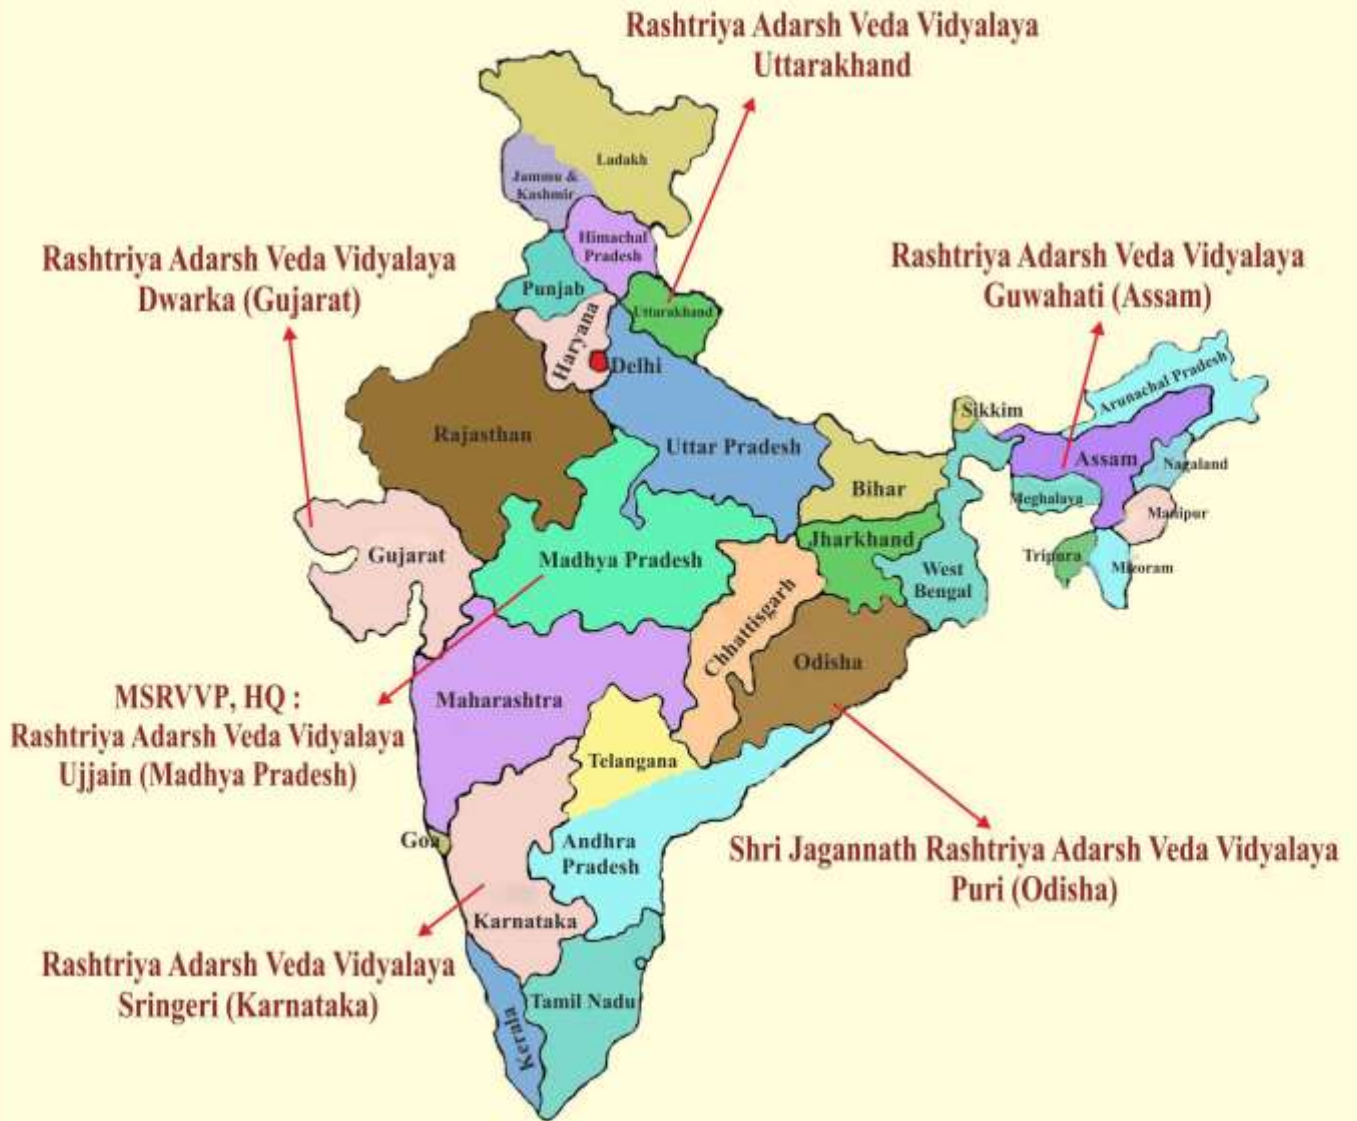 Rashtriya Adarsh Veda Vidyalaya
Uttarakhand
Ladakh
Jammu &
Kashmir
Himachal
Pradesh
Rashtriya Adarsh Veda Vidyalaya
Dwarka (Gujarat)
Rashtriya Adarsh Veda Vidyalaya
Guwahati (Assam)
Punjab
Uttarakhand
Haryana
Delhi
Arunachal Pradesh
Sikkim
Rajasthan
Uttar Pradesh
Assam
Nagaland
Bihar
Meghalaya
Manipur
Jharkhand
Gujarat
Madhya Pradesh
Tripura
Mizoram
West
Bengal
Chhattisgarh
Odisha
MSRVVP, HQ :
Rashtriya Adarsh Veda Vidyalaya
Ujjain (Madhya Pradesh)
Maharashtra
Telangana
Goa
Andhra
Pradesh
Shri Jagannath Rashtriya Adarsh Veda Vidyalaya
Puri (Odisha)
Karnataka
Rashtriya Adarsh Veda Vidyalaya
Sringeri (Karnataka)
Tamil Nadu
Kerala